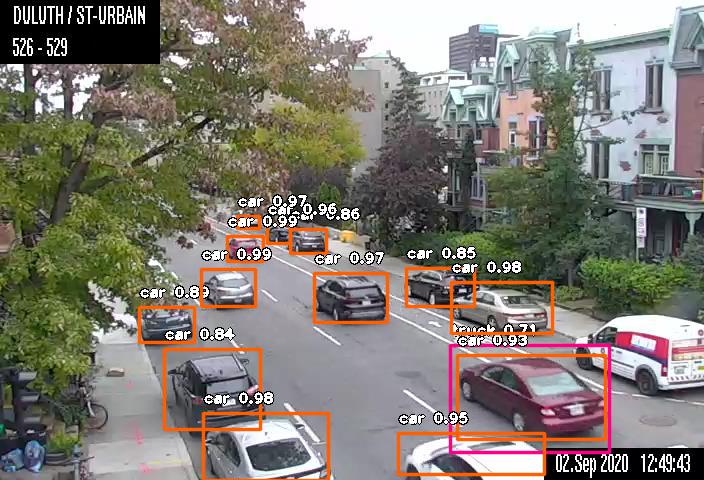 DULUTH / ST-URBAIN
526 - 529
car 0.97
car 0.96
0.86
car 0.99
car 0.99
car 0.97
car 0.85
car 0.98
car 0.89
truck 0.71
car 0.84
car 0.93
car 0.98
car 0.95
02.Sep 2020 12:49:43